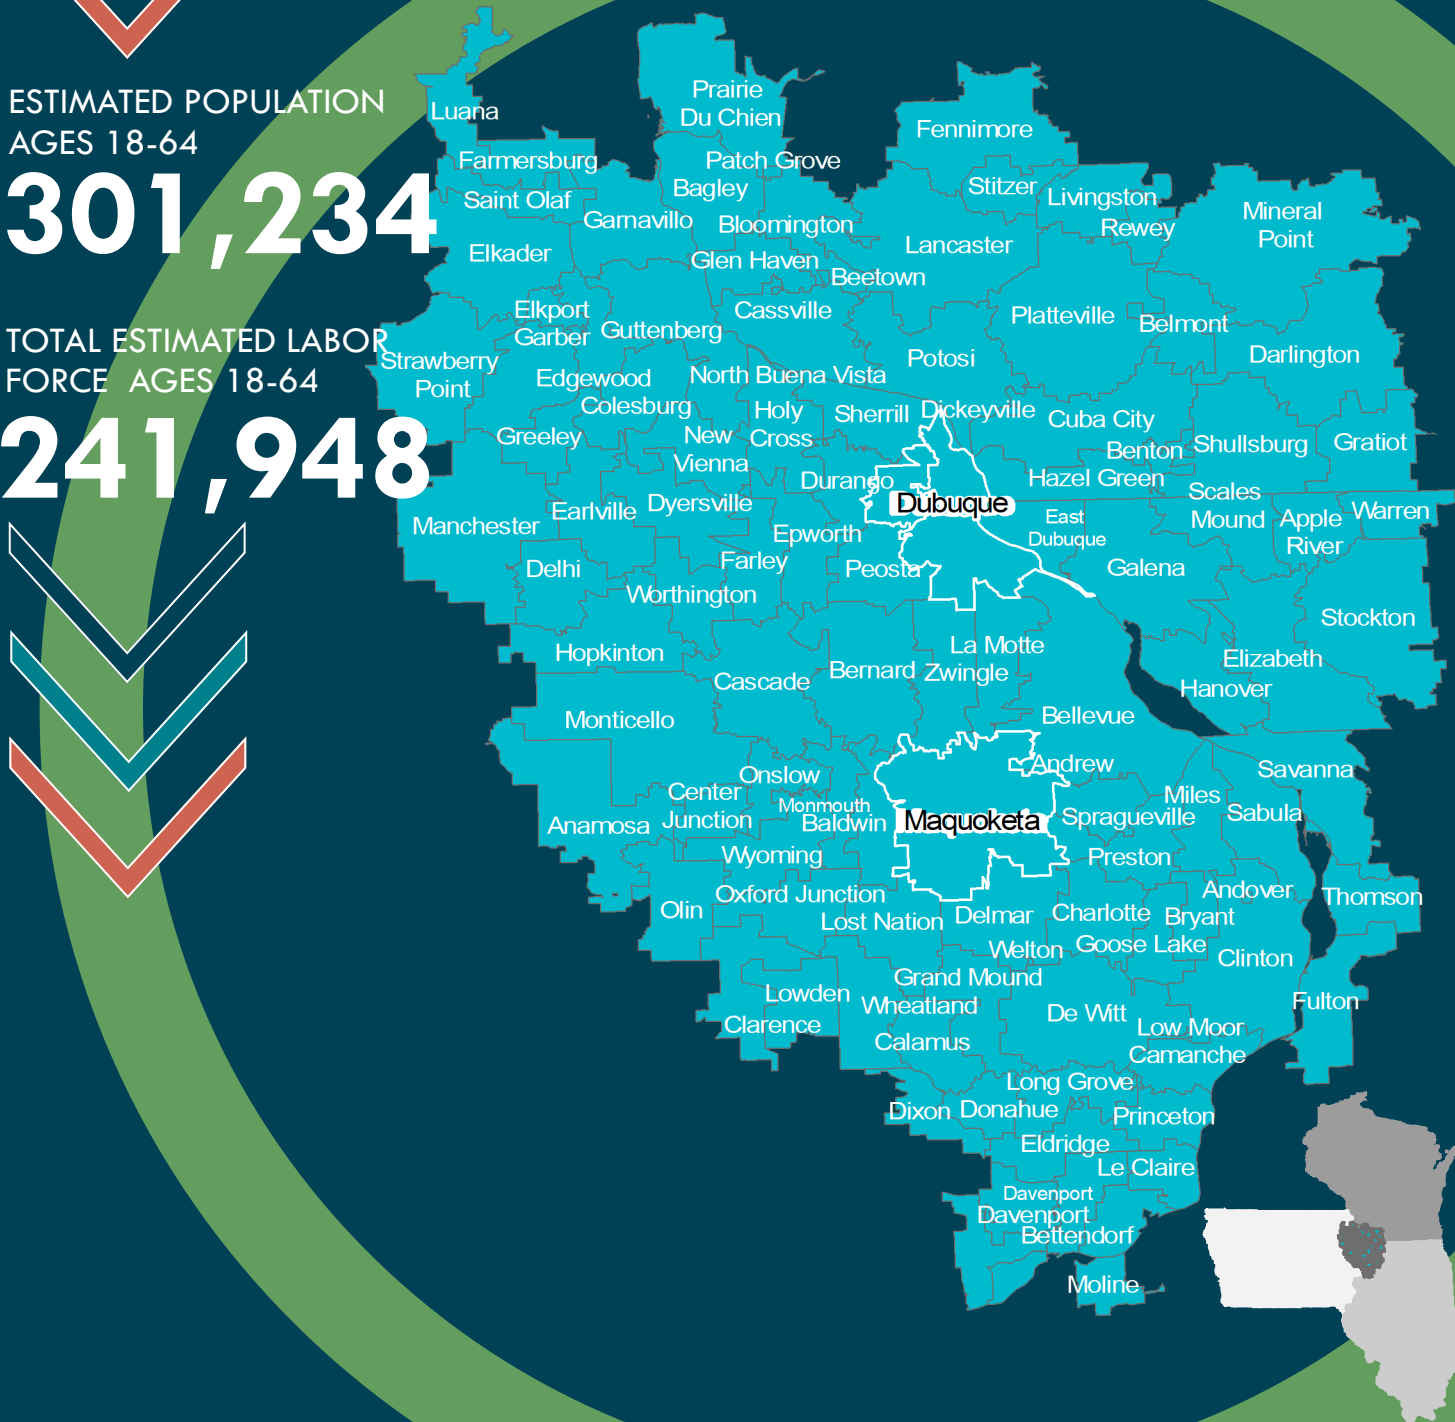 ESTIMATED POPULATION
AGES 18-64
301,234
TOTAL ESTIMATED LABOR
FORCE AGES 18-64
241,948
Luana
Prairie
Du Chien
Fennimore
Farmersburg
Patch Grove
Saint Olaf
Bagley
Stitzer
Livingston
Garnavillo
Bloomington
Rewey
Mineral
Point
Elkader
Glen Haven
Lancaster
Beetown
Elkport
Cassville
Platteville
Belmont
Garber
Guttenberg
Strawberry
Point
Potosi
Darlington
Edgewood
North Buena Vista
Colesburg
Holy
Cross
Sherrill
Dickeyville
Cuba City
Greeley
New
Vienna
Benton
Shullsburg
Gratiot
Durango
Hazel Green
Dubuque
Scales
Mound
Manchester
Earlville
Dyersville
East
Dubuque
Apple
River
Warren
Epworth
Delhi
Farley
Peosta
Galena
Worthington
Stockton
Hopkinton
La Motte
Elizabeth
Cascade
Bernard
Zwingle
Hanover
Monticello
Bellevue
Onslow
Andrew
Savanna
Center
Junction
Monmouth
Miles
Anamosa
Baldwin
Maquoketa
Spragueville
Sabula
Wyoming
Preston
Oxford Junction
Andover
Thomson
Olin
Lost Nation
Delmar
Charlotte
Bryant
Welton
Goose Lake
Clinton
Grand Mound
Lowden
Wheatland
De Witt
Fulton
Clarence
Calamus
Low Moor
Camanche
Long Grove
Dixon
Donahue
Princeton
Eldridge
Le Claire
Davenport
Davenport
Bettendorf
Moline